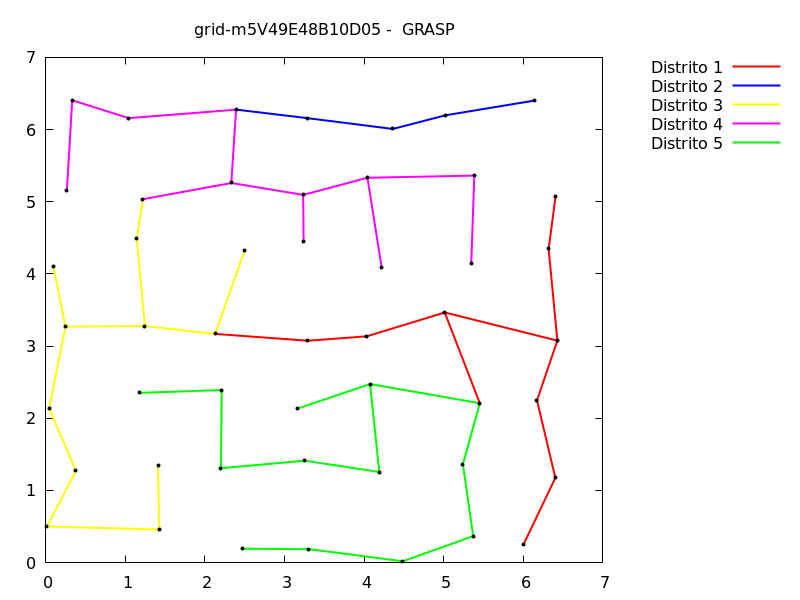 grid-m5V49E48B10D05 -  GRASP
Distrito 1
Distrito 2
Distrito 3
Distrito 4
Distrito 5
7
6
5
4
3
2
1
0
0 1 2 3 4 5 6 7